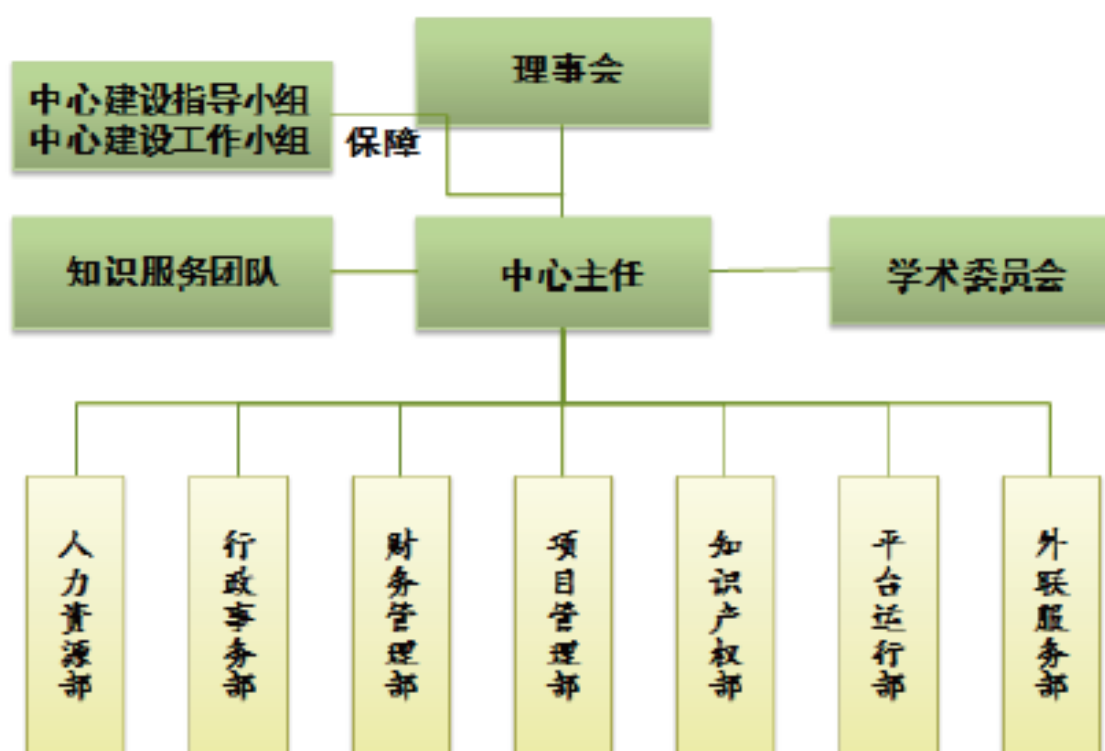 理事会
中心建设指导小组
中心建设工作小组
保障
知识服务团队
中心主任
学术委员会
人力资源部
行政事务部
财务管理部
项目管理部
知识产权部
平台运行部
外联服务部